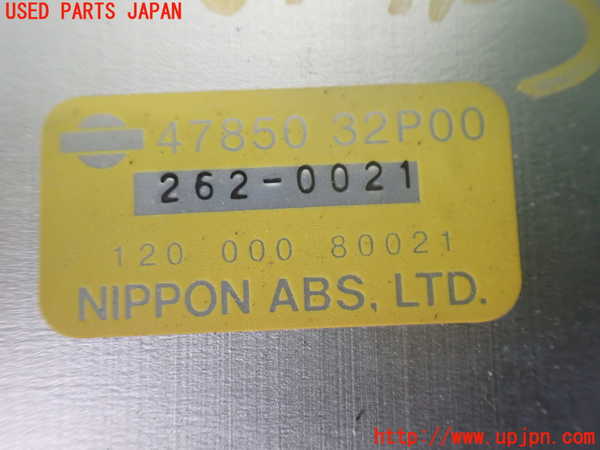 USED PARTS JAPAN
47850 32P00
262-0021
120 000 80021
NIPPON ABS, LTD.
http://www.upjpn.com/